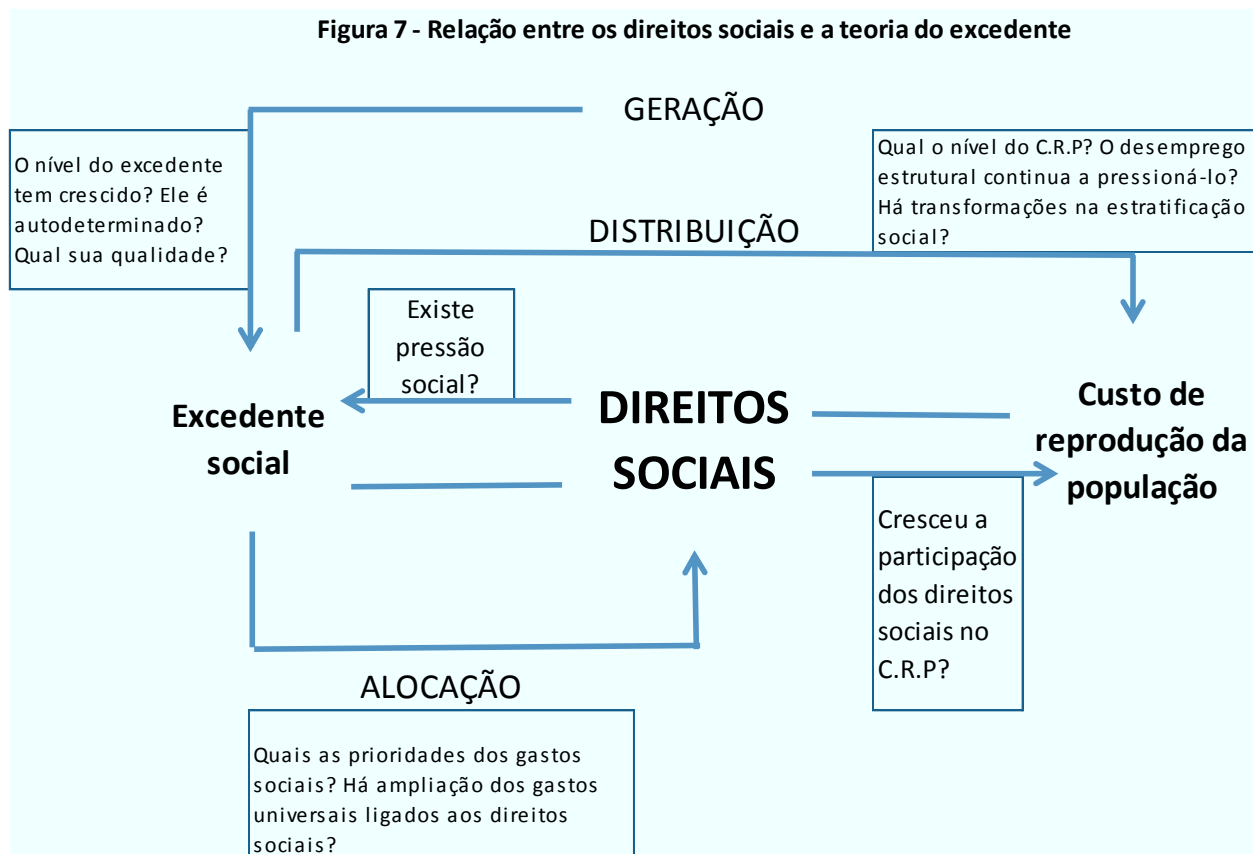 Figura 7 - Relação entre os direitos sociais e a teoria do excedente
GERAÇÃO
O nível do excedente
tem crescido? Ele é
autodeterminado?
Qual sua qualidade?
Qual o nível do C.R.P? O desemprego
estrutural continua a pressioná-lo?
Há transformações na estratificação
social?
DISTRIBUIÇÃO
Existe
pressão
social?
Excedente
social
DIREITOS
SOCIAIS
Custo de
reprodução da
população
Cresceu a
participação
dos direitos
sociais no
C.R.P?
ALOCAÇÃO
Quais as prioridades dos gastos
sociais? Há ampliação dos gastos
universais ligados aos direitos
sociais?